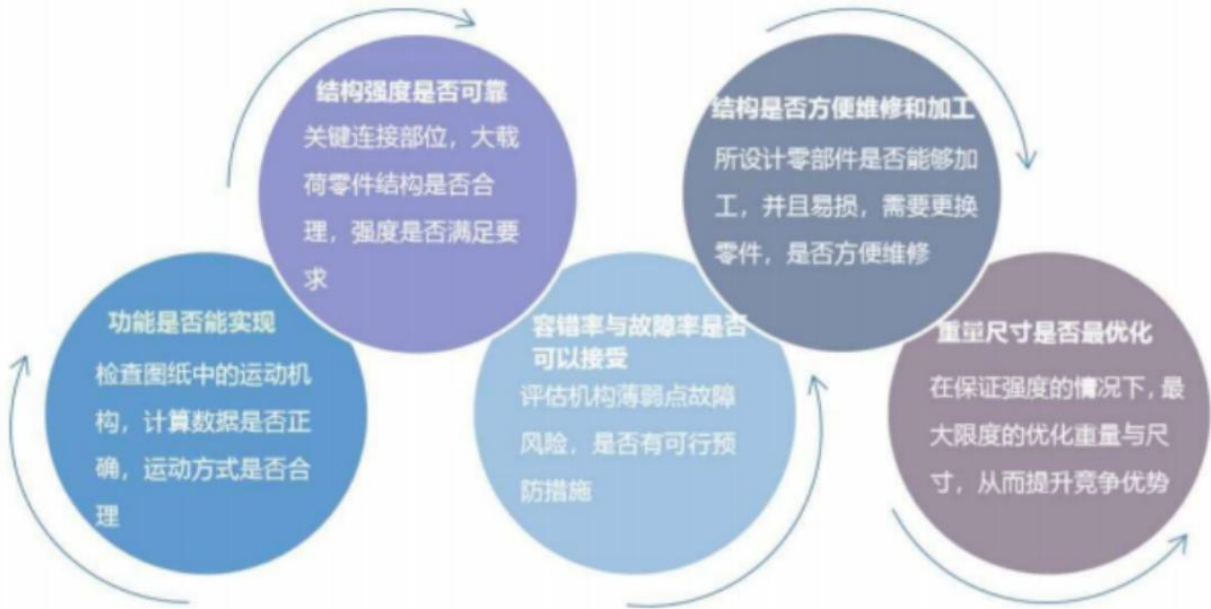 功能是否能实现
检查图纸中的运动机
构，计算数据是否正
确，运动方式是否合
理
结构强度是否可靠
关键连接部位，大载
荷零件结构是否合
理，强度是否满足要
求
容错率与故障率是否
可以接受
评估机构薄弱点故障
风险，是否有可行预
防措施
结构是否方便维修和加工
所设计零部件是否能够加
工，并且易损，需要更换
零件，是否方便维修
重量尺寸是否最优化
在保证强度的情况下，最
大限度的优化重量与尺
寸，从而提升竞争优势